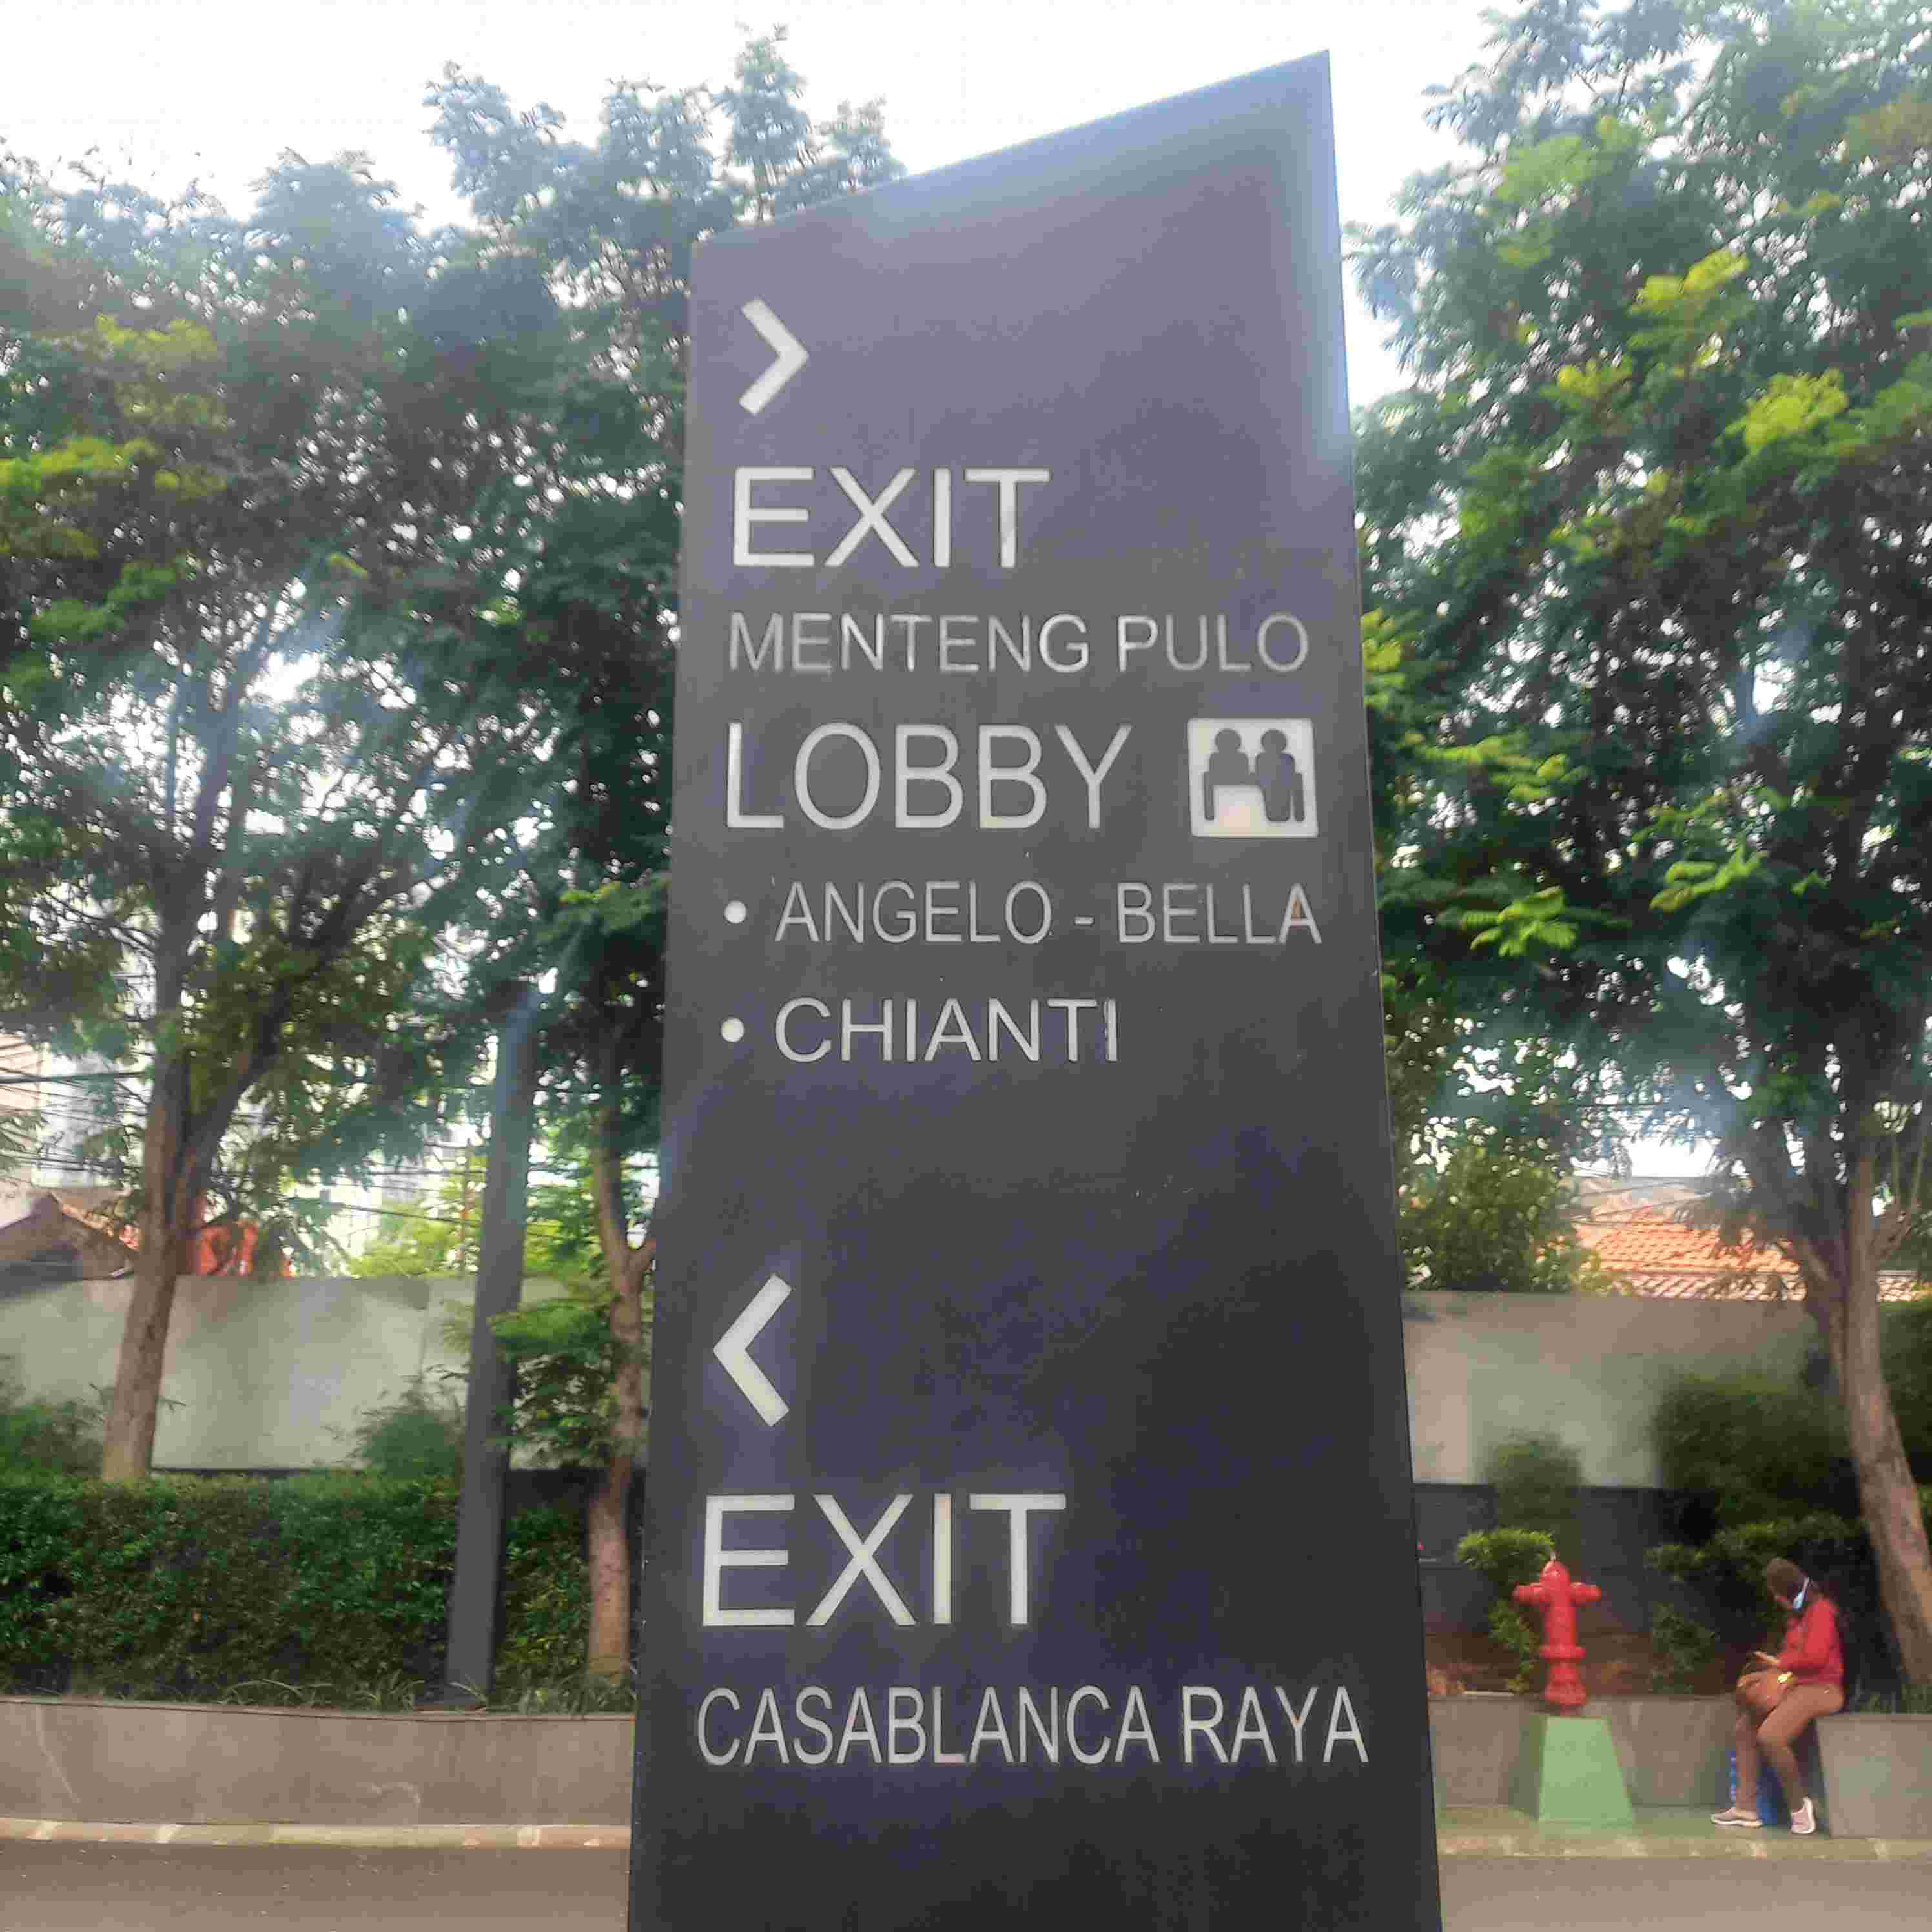 >
EXIT
MENTENG PULO
LOBBY
• ANGELO - BELLA
• CHIANTI
<
EXIT
CASABLANCA RAYA